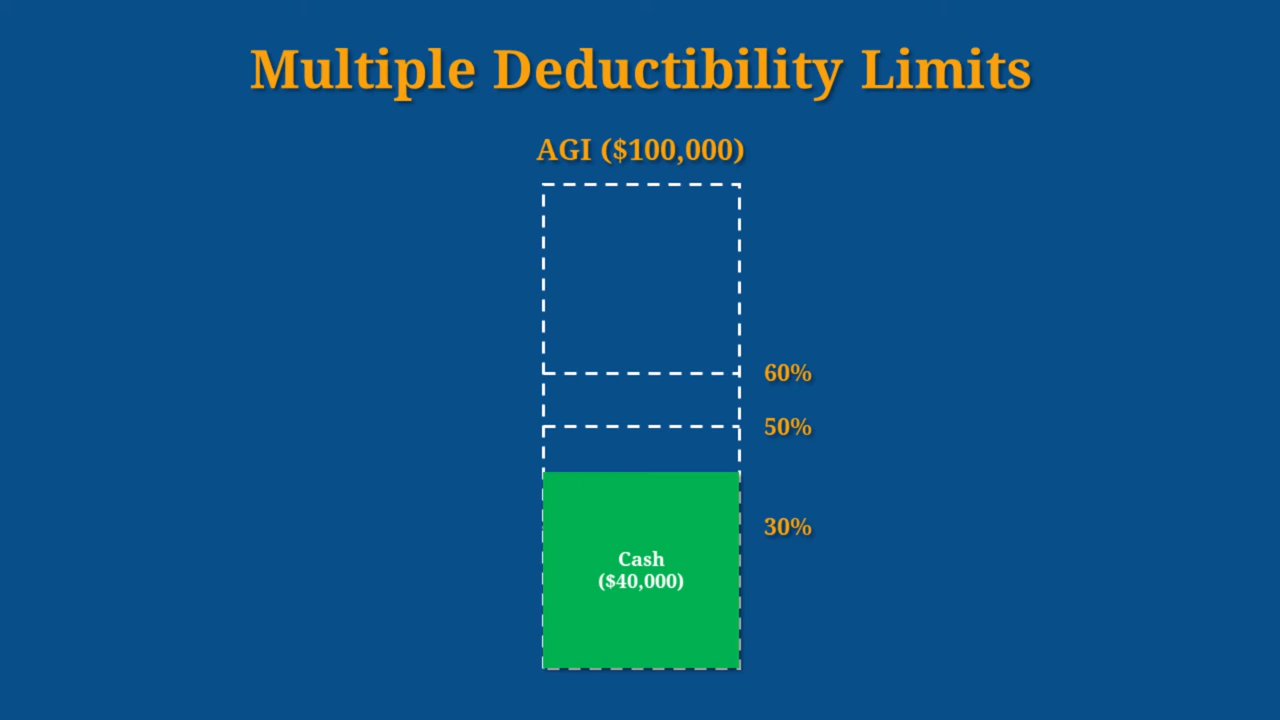 Multiple Deductibility Limits
AGI ($100,000)
60%
50%
30%
Cash
($40,000)